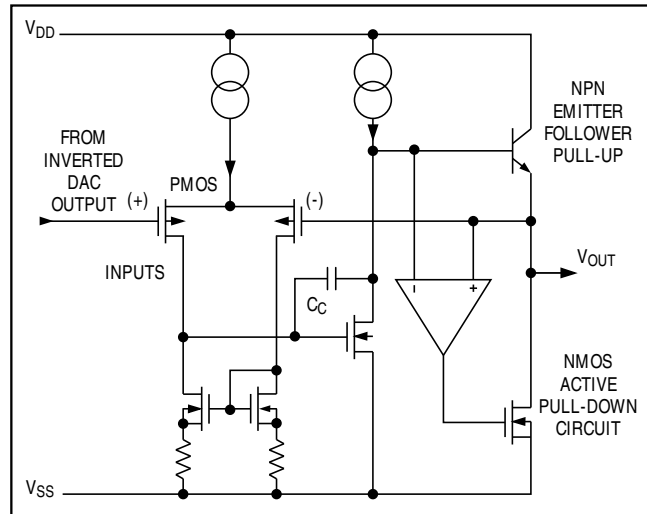 VDD
NPN
EMITTER
FOLLOWER
PULL-UP
FROM
INVERTED
DAC
OUTPUT
(+)
PMOS
(-)
INPUTS
CC
- +
VOUT
NMOS
ACTIVE
PULL-DOWN
CIRCUIT
VSS